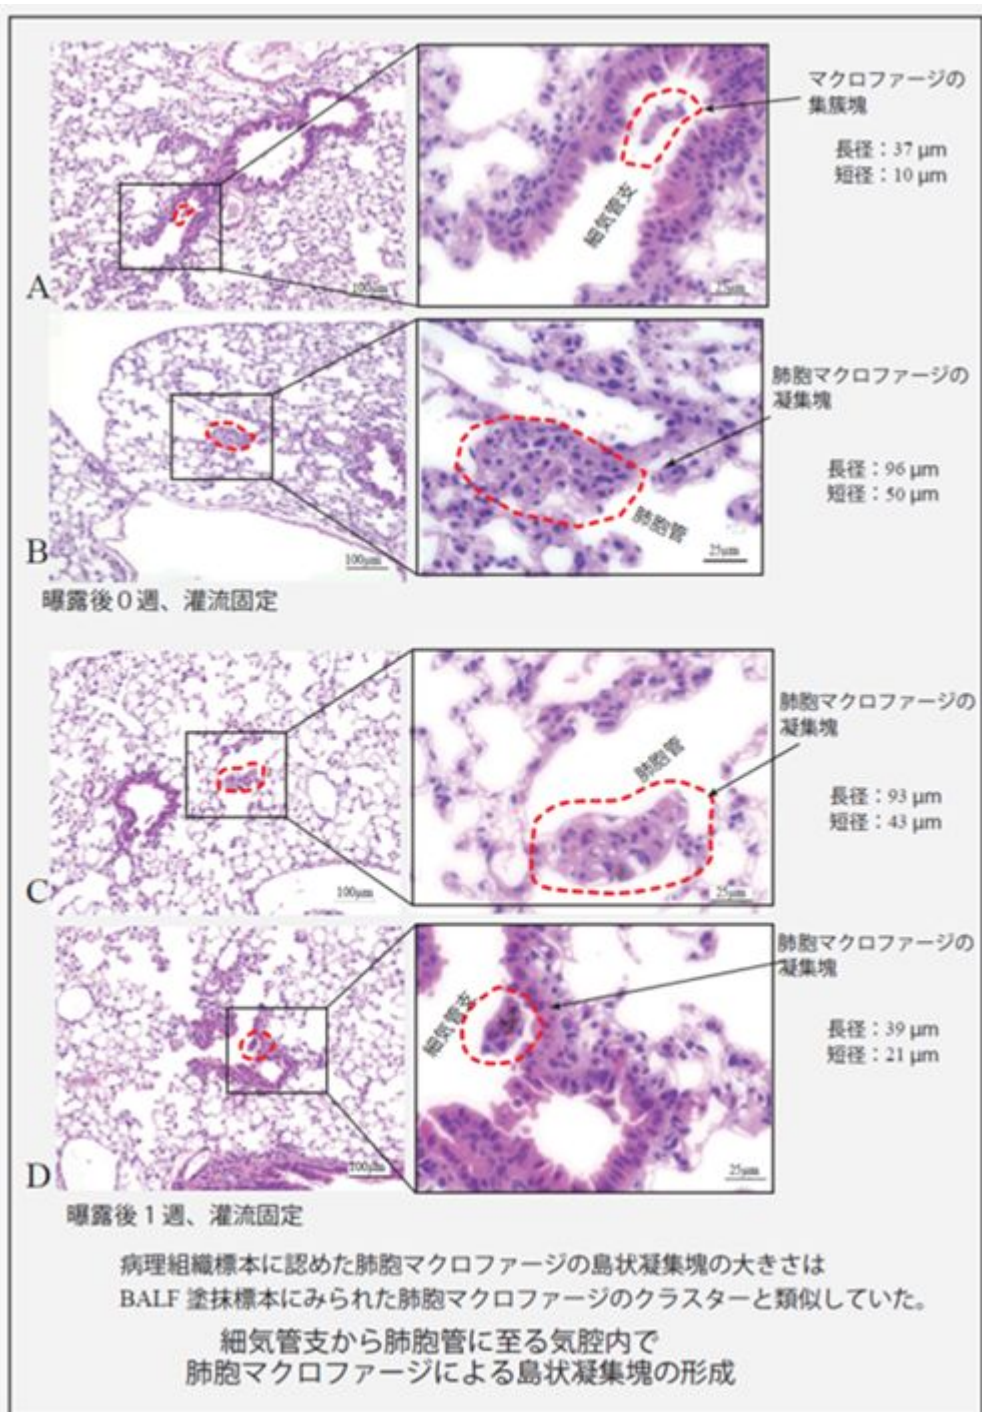 マクロファージの
集簇塊
長径：37 μm
短径：10 μm
細気管支
100μm
25μm
A
肺胞マクロファージの
凝集塊
長径：96 μm
短径：50 μm
肺胞管
100μm
25μm
B
曝露後０週、灌流固定
肺胞マクロファージの
凝集塊
長径：93 μm
短径：43 μm
肺胞管
100μm
25μm
C
肺胞マクロファージの
凝集塊
長径：39 μm
短径：21 μm
細気管支
100μm
25μm
D
曝露後１週、灌流固定
病理組織標本に認めた肺胞マクロファージの島状凝集塊の大きさは
BALF 塗抹標本にみられた肺胞マクロファージのクラスターと類似していた。
細気管支から肺胞管に至る気腔内で
肺胞マクロファージによる島状凝集塊の形成